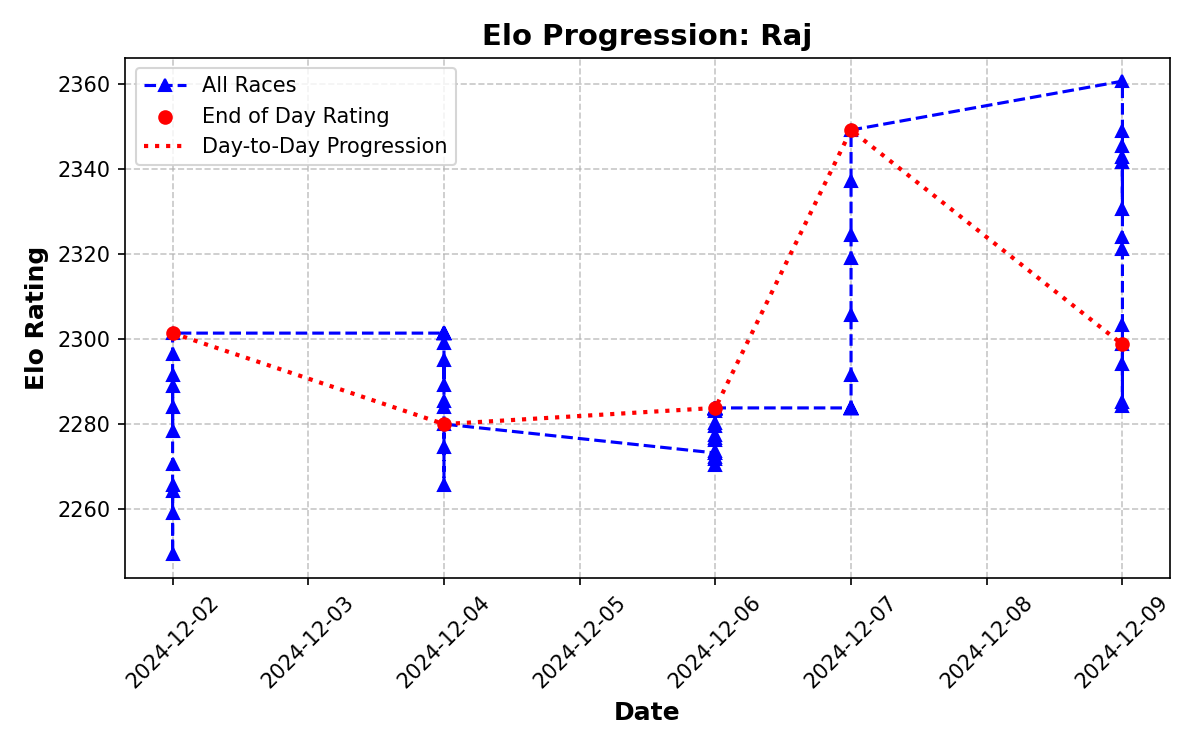 Elo Progression: Raj
All Races
End of Day Rating
Day-to-Day Progression
Elo Rating
2360
2340
2320
2300
2280
2260
2024-12-02
2024-12-03
2024-12-04
2024-12-05
2024-12-06
2024-12-07
2024-12-08
2024-12-09
Date